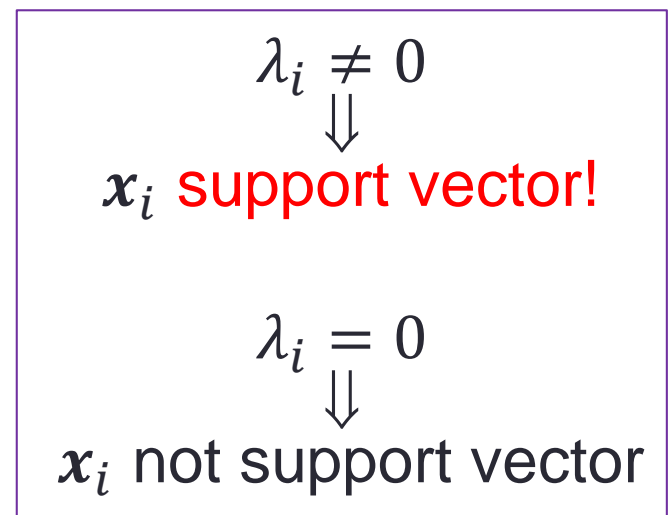 λᵢ ≠ 0
⇓
xᵢ support vector!
λᵢ = 0
⇓
xᵢ not support vector